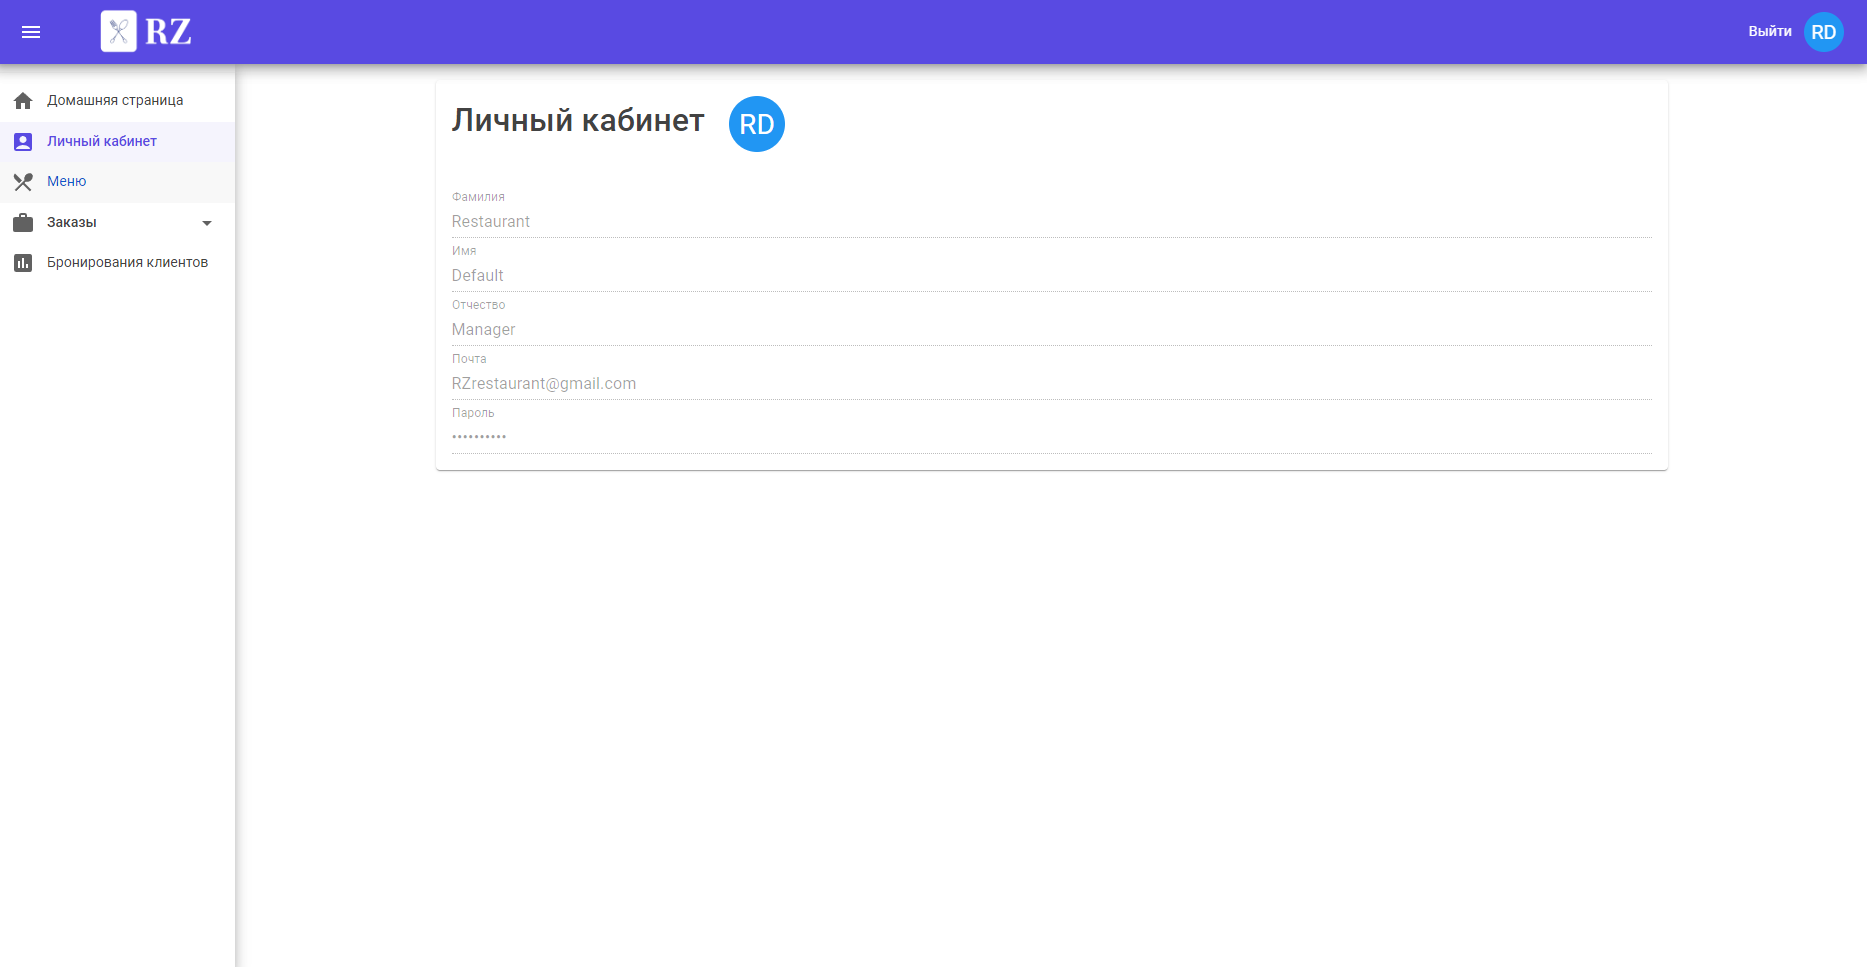 RZ
Выйти
RD
Домашняя страница
Личный кабинет
Меню
Заказы
Бронирования клиентов
Личный кабинет
RD
Фамилия
Restaurant
Имя
Default
Отчество
Manager
Почта
RZrestaurant@gmail.com
Пароль
••••••••••